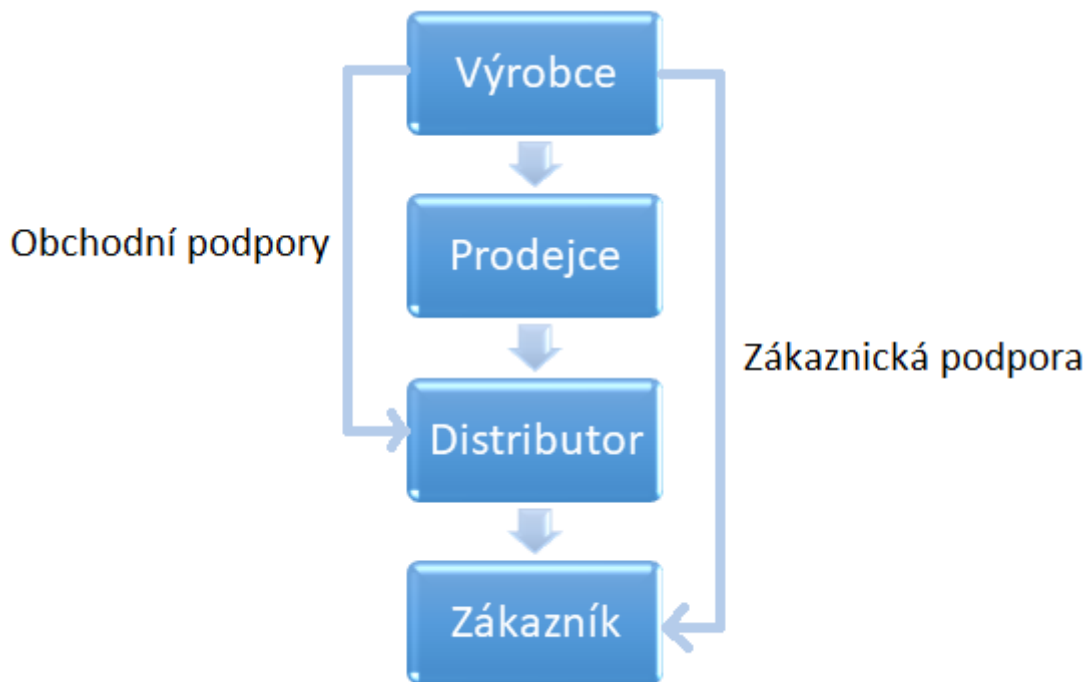 Výrobce
Prodejce
Obchodní podpory
Zákaznická podpora
Distributor
Zákazník